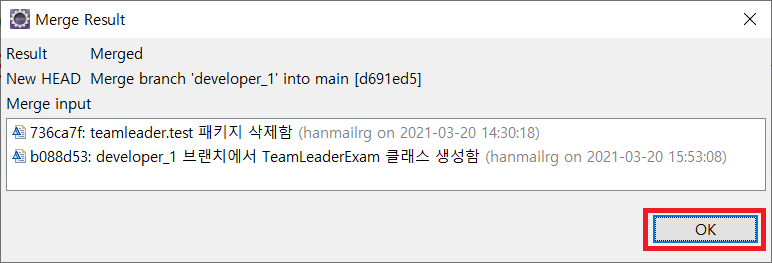 Merge Result
Result Merged
New HEAD Merge branch 'developer_1' into main [d691ed5]
Merge input
736ca7f: teamleader.test 패키지 삭제함 (hanmailrg on 2021-03-20 14:30:18)
b088d53: developer_1 브랜치에서 TeamLeaderExam 클래스 생성함 (hanmailrg on 2021-03-20 15:53:08)
OK